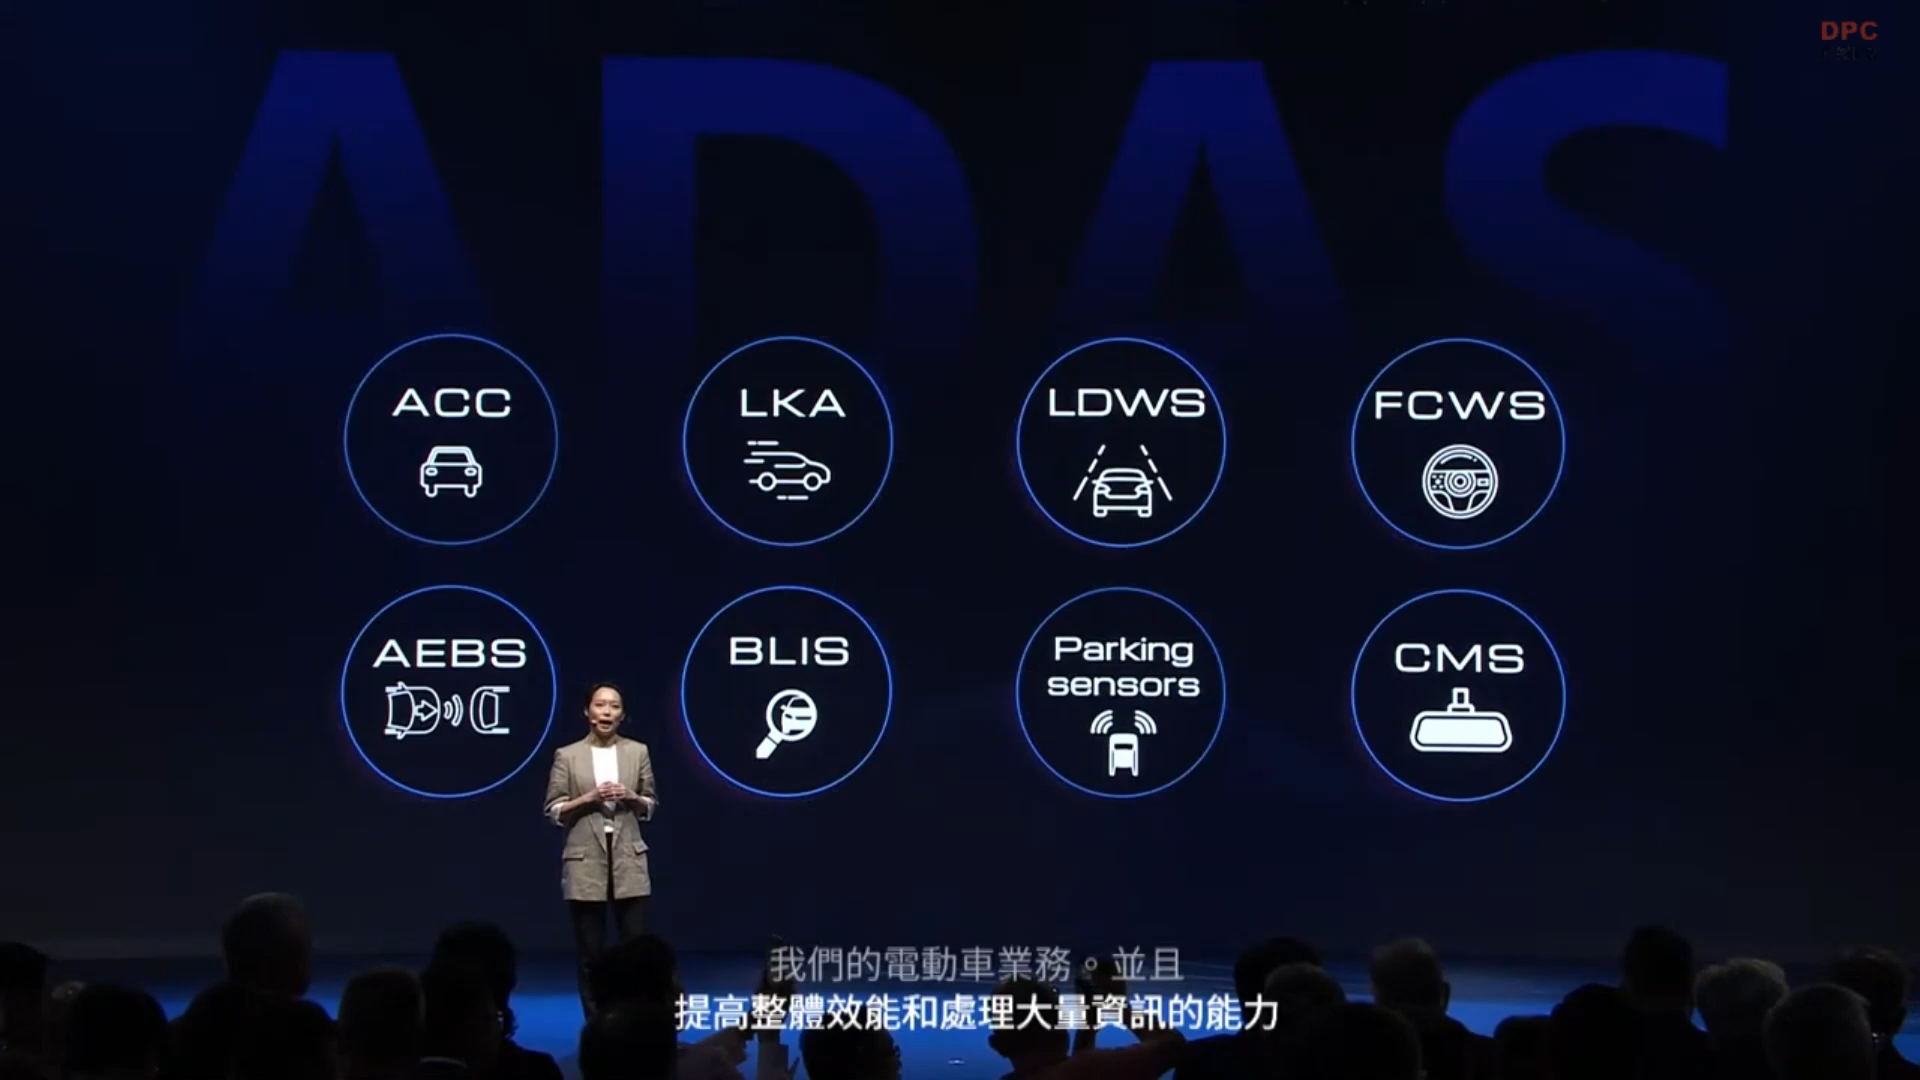 DPC
ADAS
ACC
LKA
LDWS
FCWS
AEBS
BLIS
Parking
sensors
CMS
我們的電動車業務。並且
提高整體效能和處理大量資訊的能力